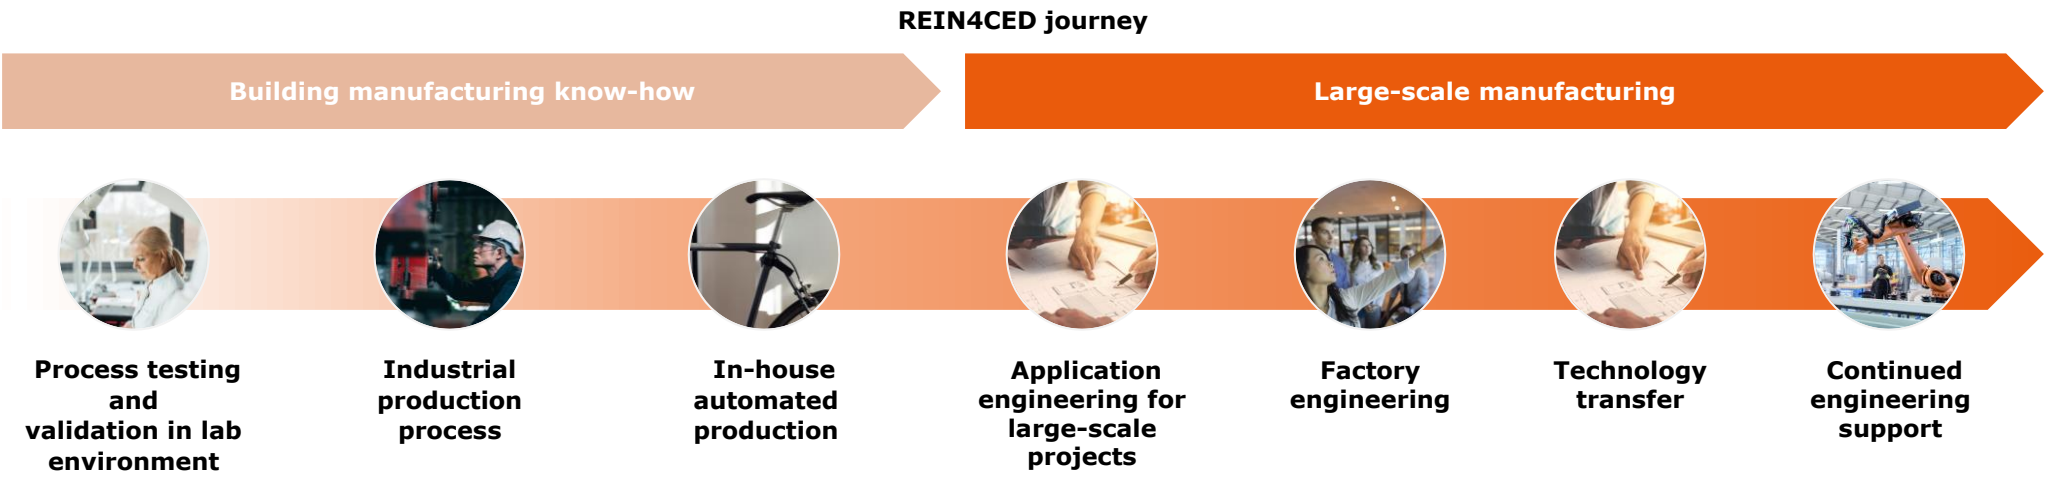 REIN4CED journey
Building manufacturing know-how
Large-scale manufacturing
Process testing
and
validation in lab
environment
Industrial
production
process
In-house
automated
production
Application
engineering for
large-scale
projects
Factory
engineering
Technology
transfer
Continued
engineering
support